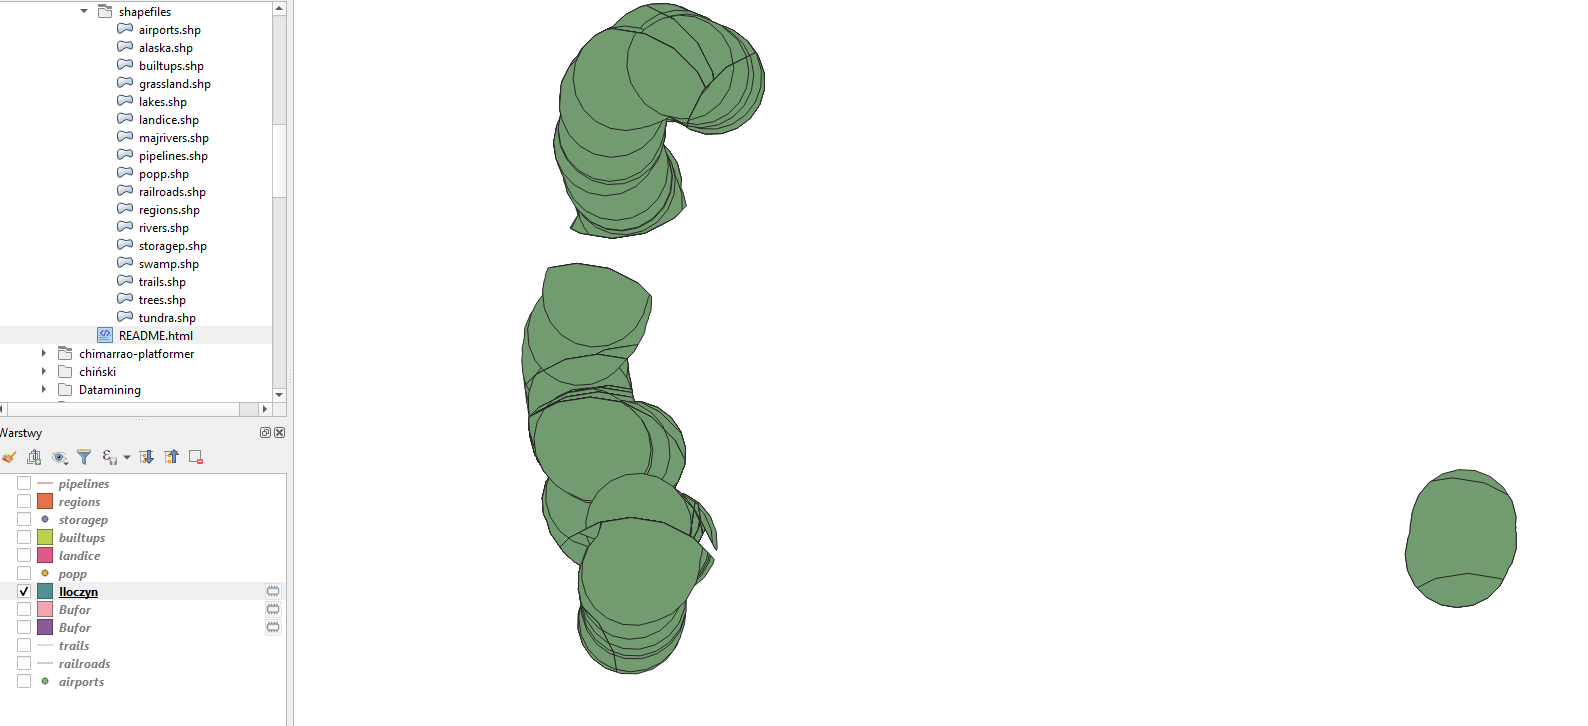 shapefiles
airports.shp
alaska.shp
builtups.shp
grassland.shp
lakes.shp
landice.shp
majrivers.shp
pipelines.shp
popp.shp
railroads.shp
regions.shp
rivers.shp
storagep.shp
swamp.shp
trails.shp
trees.shp
tundra.shp
README.html
chimarrao-platformer
chiński
Datamining
Warstwy
pipelines
regions
storagep
builtups
landice
popp
Iloczyn
Bufor
Bufor
trails
railroads
airports